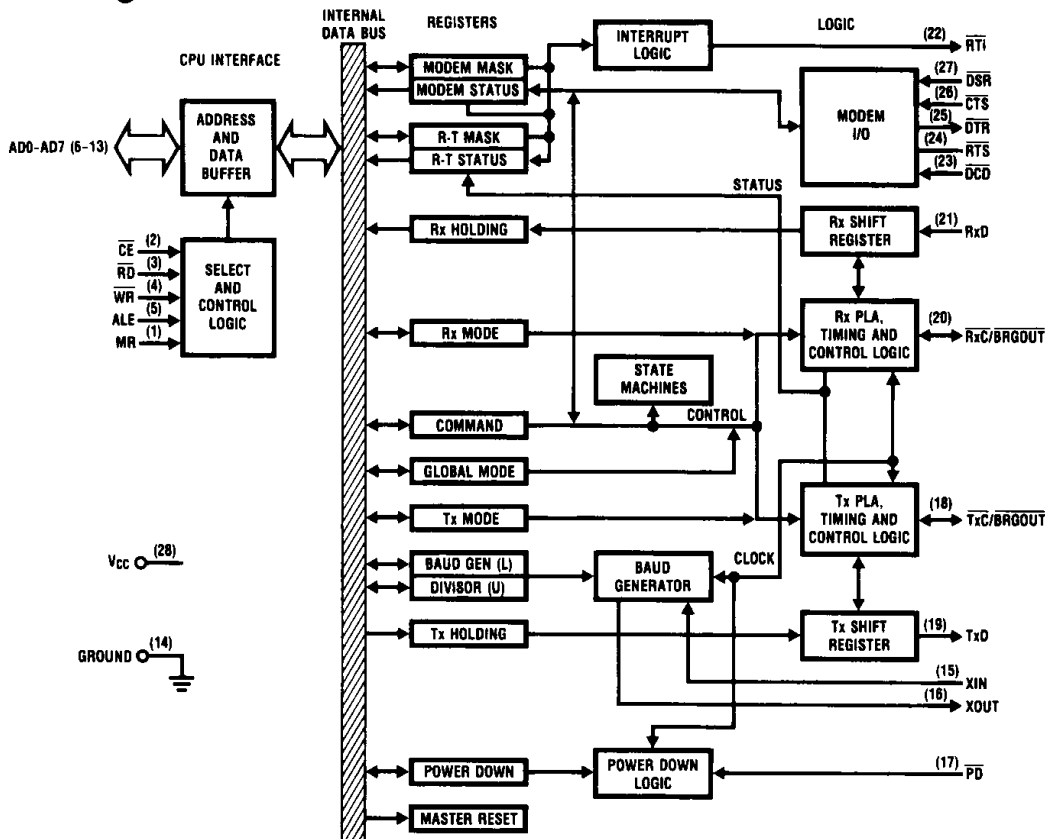 INTERNAL
DATA BUS
REGISTERS
LOGIC
CPU INTERFACE
ADDRESS
AND
DATA
BUFFER
AD0-AD7 (6-13)
SELECT
AND
CONTROL
LOGIC
CE (2)
RD (3)
WR (4)
ALE (5)
MR (1)
VCC (28)
GROUND (14)
MODEM MASK
MODEM STATUS
R-T MASK
R-T STATUS
Rx HOLDING
Rx MODE
COMMAND
GLOBAL MODE
Tx MODE
BAUD GEN (L)
DIVISOR (U)
Tx HOLDING
POWER DOWN
MASTER RESET
INTERRUPT
LOGIC
STATUS
STATE
MACHINES
CONTROL
CLOCK
BAUD
GENERATOR
POWER DOWN
LOGIC
MODEM
I/O
Rx SHIFT
REGISTER
Rx PLA,
TIMING AND
CONTROL LOGIC
Tx PLA,
TIMING AND
CONTROL LOGIC
Tx SHIFT
REGISTER
(22) RTI
(27) DSR
(26) CTS
(25) DTR
(24) RTS
(23) DCD
(21) RxD
(20) RxC/BRGOUT
(18) TxC/BRGOUT
(19) TxD
(15) XIN
(16) XOUT
(17) PD